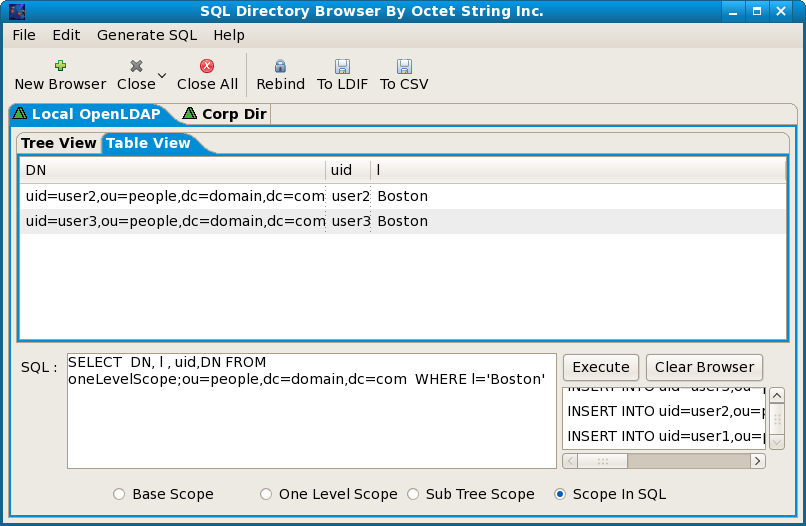 SQL Directory Browser By Octet String Inc.
File Edit Generate SQL Help
New Browser Close Close All Rebind To LDIF To CSV
Local OpenLDAP Corp Dir
Tree View Table View
DN uid l
uid=user2,ou=people,dc=domain,dc=com user2 Boston
uid=user3,ou=people,dc=domain,dc=com user3 Boston
SQL :
SELECT  DN, l , uid,DN FROM
oneLevelScope;ou=people,dc=domain,dc=com  WHERE l='Boston'
Execute Clear Browser
INSERT INTO uid=user3,ou=p
INSERT INTO uid=user2,ou=p
INSERT INTO uid=user1,ou=p
Base Scope One Level Scope Sub Tree Scope Scope In SQL